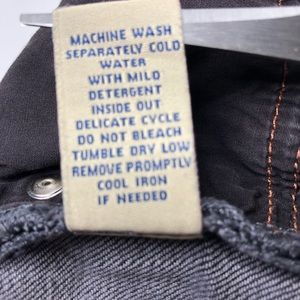 MACHINE WASH
SEPARATELY COLD
WATER
WITH MILD
DETERGENT
INSIDE OUT
DELICATE CYCLE
DO NOT BLEACH
TUMBLE DRY LOW
REMOVE PROMPTLY
COOL IRON
IF NEEDED